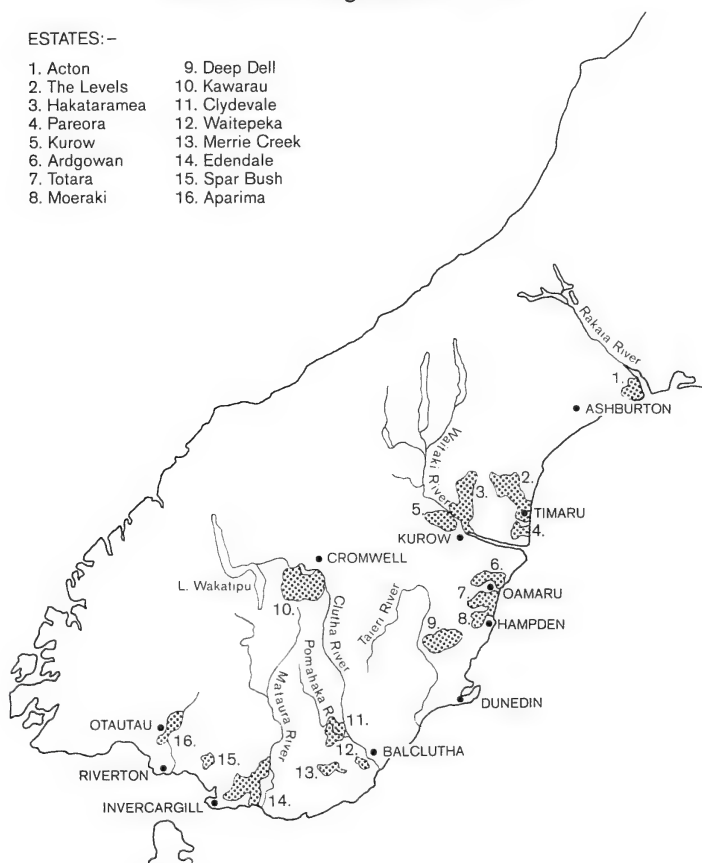 ESTATES:–
1. Acton
2. The Levels
3. Hakataramea
4. Pareora
5. Kurow
6. Ardgowan
7. Totara
8. Moeraki
9. Deep Dell
10. Kawarau
11. Clydevale
12. Waitepeka
13. Merrie Creek
14. Edendale
15. Spar Bush
16. Aparima
Rakaia River
1.
ASHBURTON
Waitaki River
2.
3.
TIMARU
5.
4.
KUROW
CROMWELL
6.
L. Wakatipu
OAMARU
7.
10.
Clutha River
Taieri River
8.
HAMPDEN
9.
Pomahaka R.
Mataura River
DUNEDIN
11.
OTAUTAU
16.
12.
BALCLUTHA
15.
13.
RIVERTON
14.
INVERCARGILL